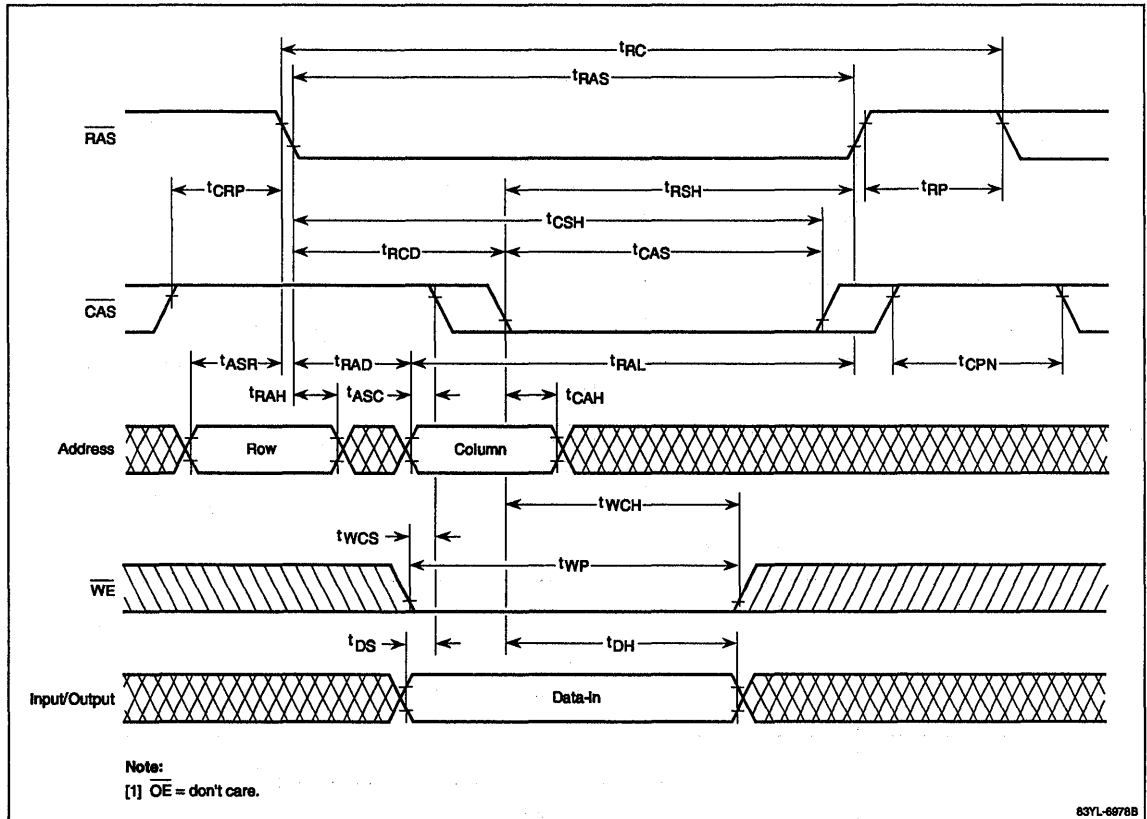 tRC
tRAS
RAS
tCRP
tRSH
tRP
tCSH
tRCD
tCAS
CAS
tASR
tRAD
tRAL
tCPN
tRAH
tASC
tCAH
Address
Row
Column
tWCH
tWCS
tWP
WE
tDS
tDH
Input/Output
Data-in
Note:
[1] OE = don't care.
83YL-6978B